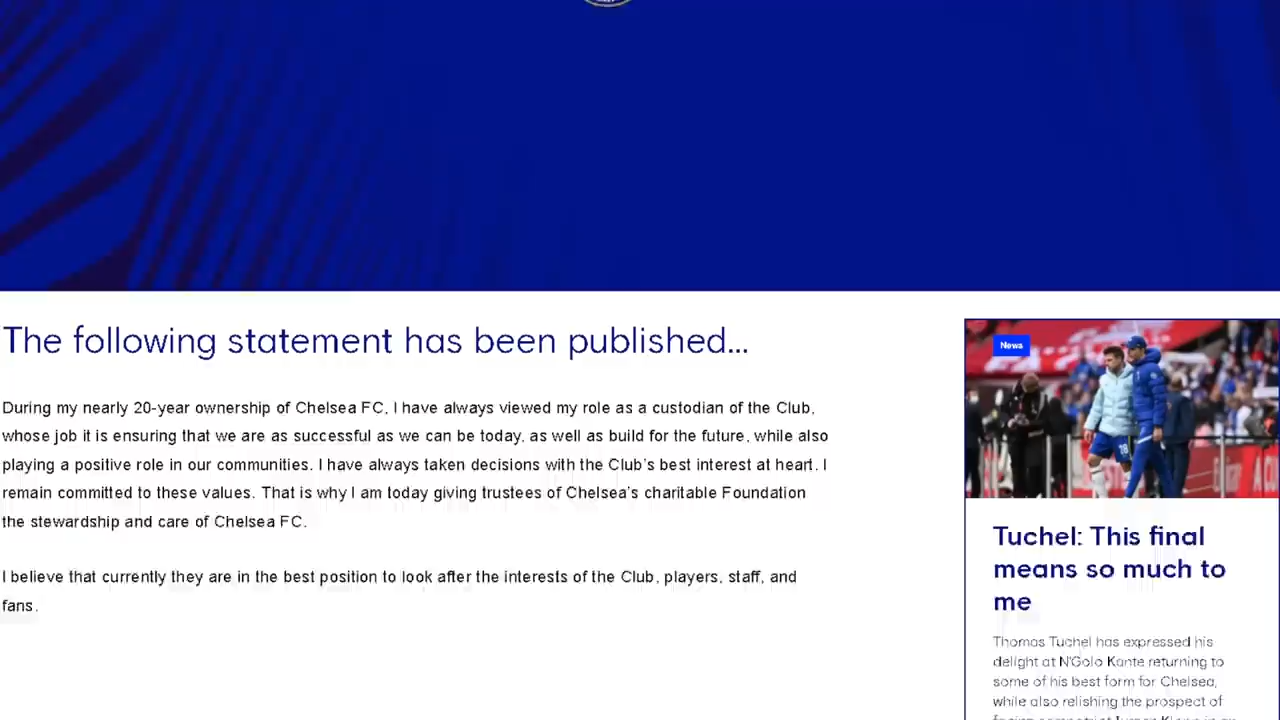 The following statement has been published...
During my nearly 20-year ownership of Chelsea FC, I have always viewed my role as a custodian of the Club,
whose job it is ensuring that we are as successful as we can be today, as well as build for the future, while also
playing a positive role in our communities. I have always taken decisions with the Club's best interest at heart. I
remain committed to these values. That is why I am today giving trustees of Chelsea's charitable Foundation
the stewardship and care of Chelsea FC.
I believe that currently they are in the best position to look after the interests of the Club, players, staff, and
fans.
News
Tuchel: This final
means so much to
me
Thomas Tuchel has expressed his
delight at N'Golo Kante returning to
some of his best form for Chelsea,
while also relishing the prospect of